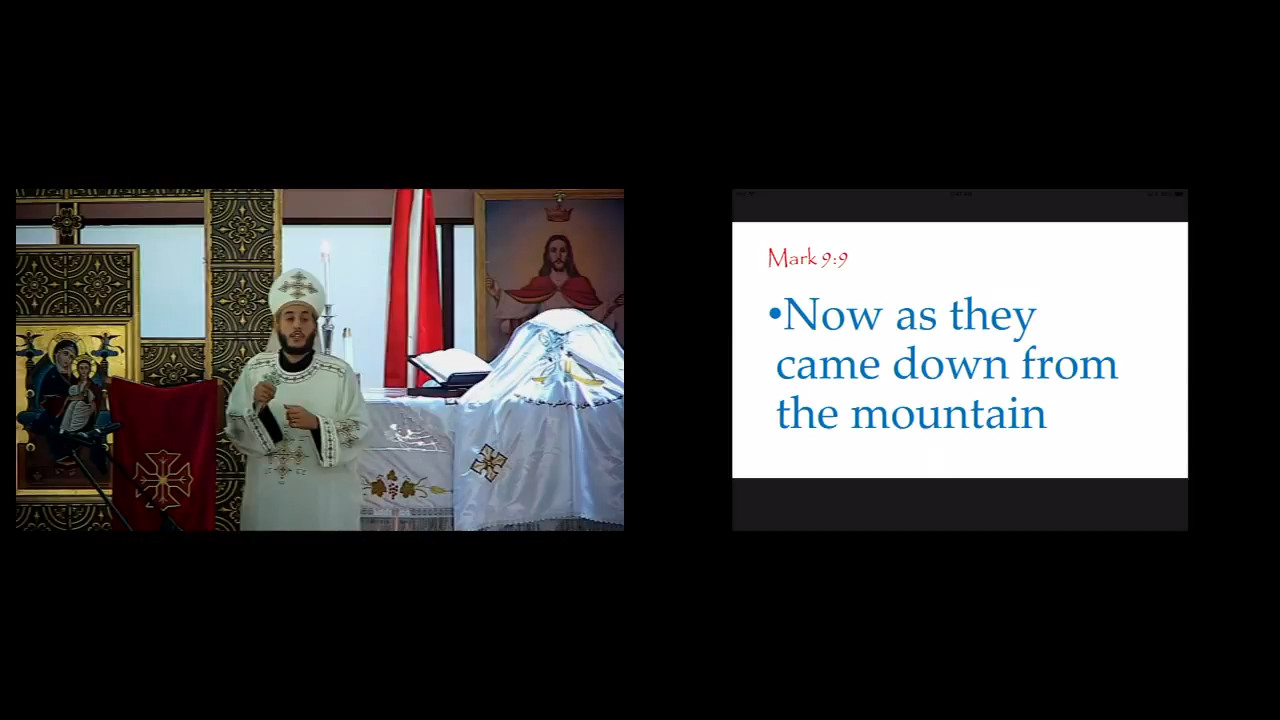 Mark 9:9
•Now as they
came down from
the mountain